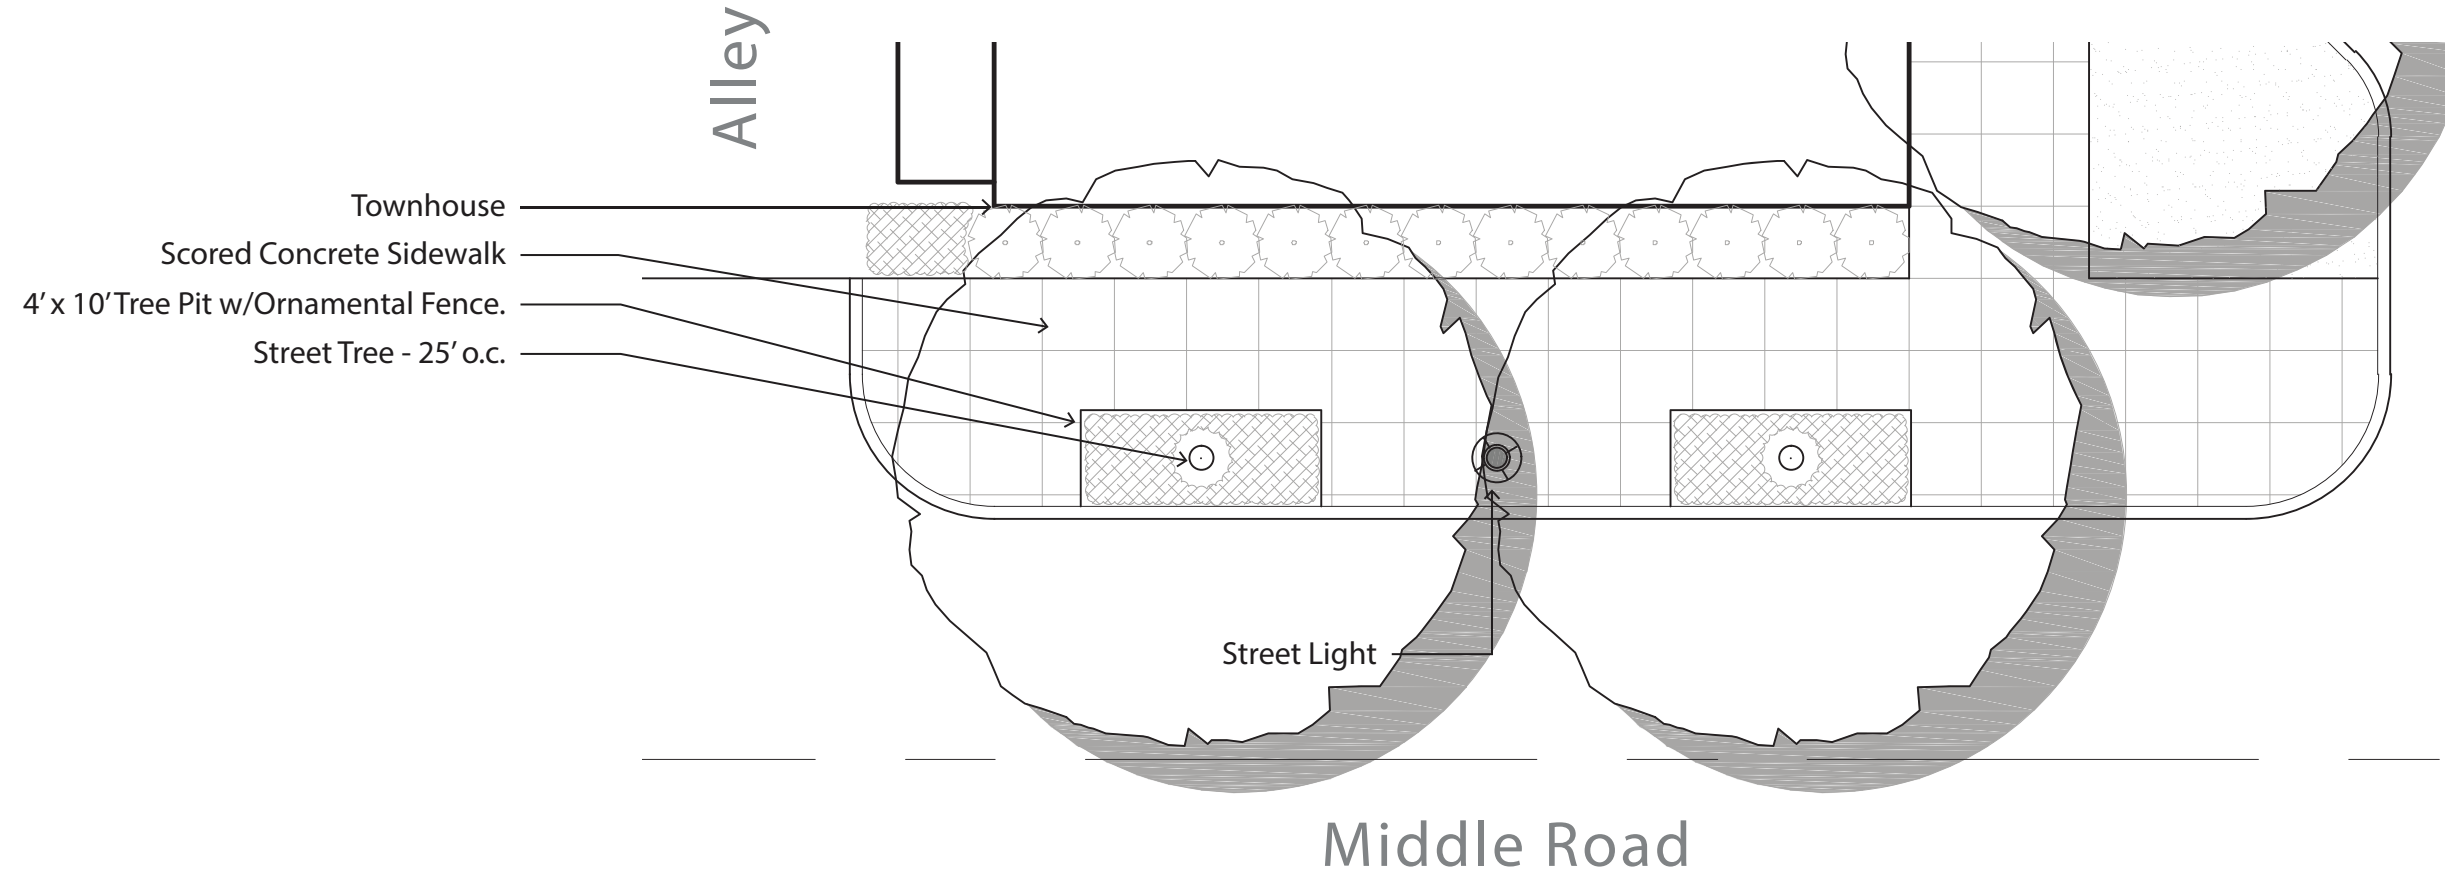 Alley
Townhouse
Scored Concrete Sidewalk
4’ x 10’ Tree Pit w/Ornamental Fence.
Street Tree - 25’ o.c.
Street Light
Middle Road